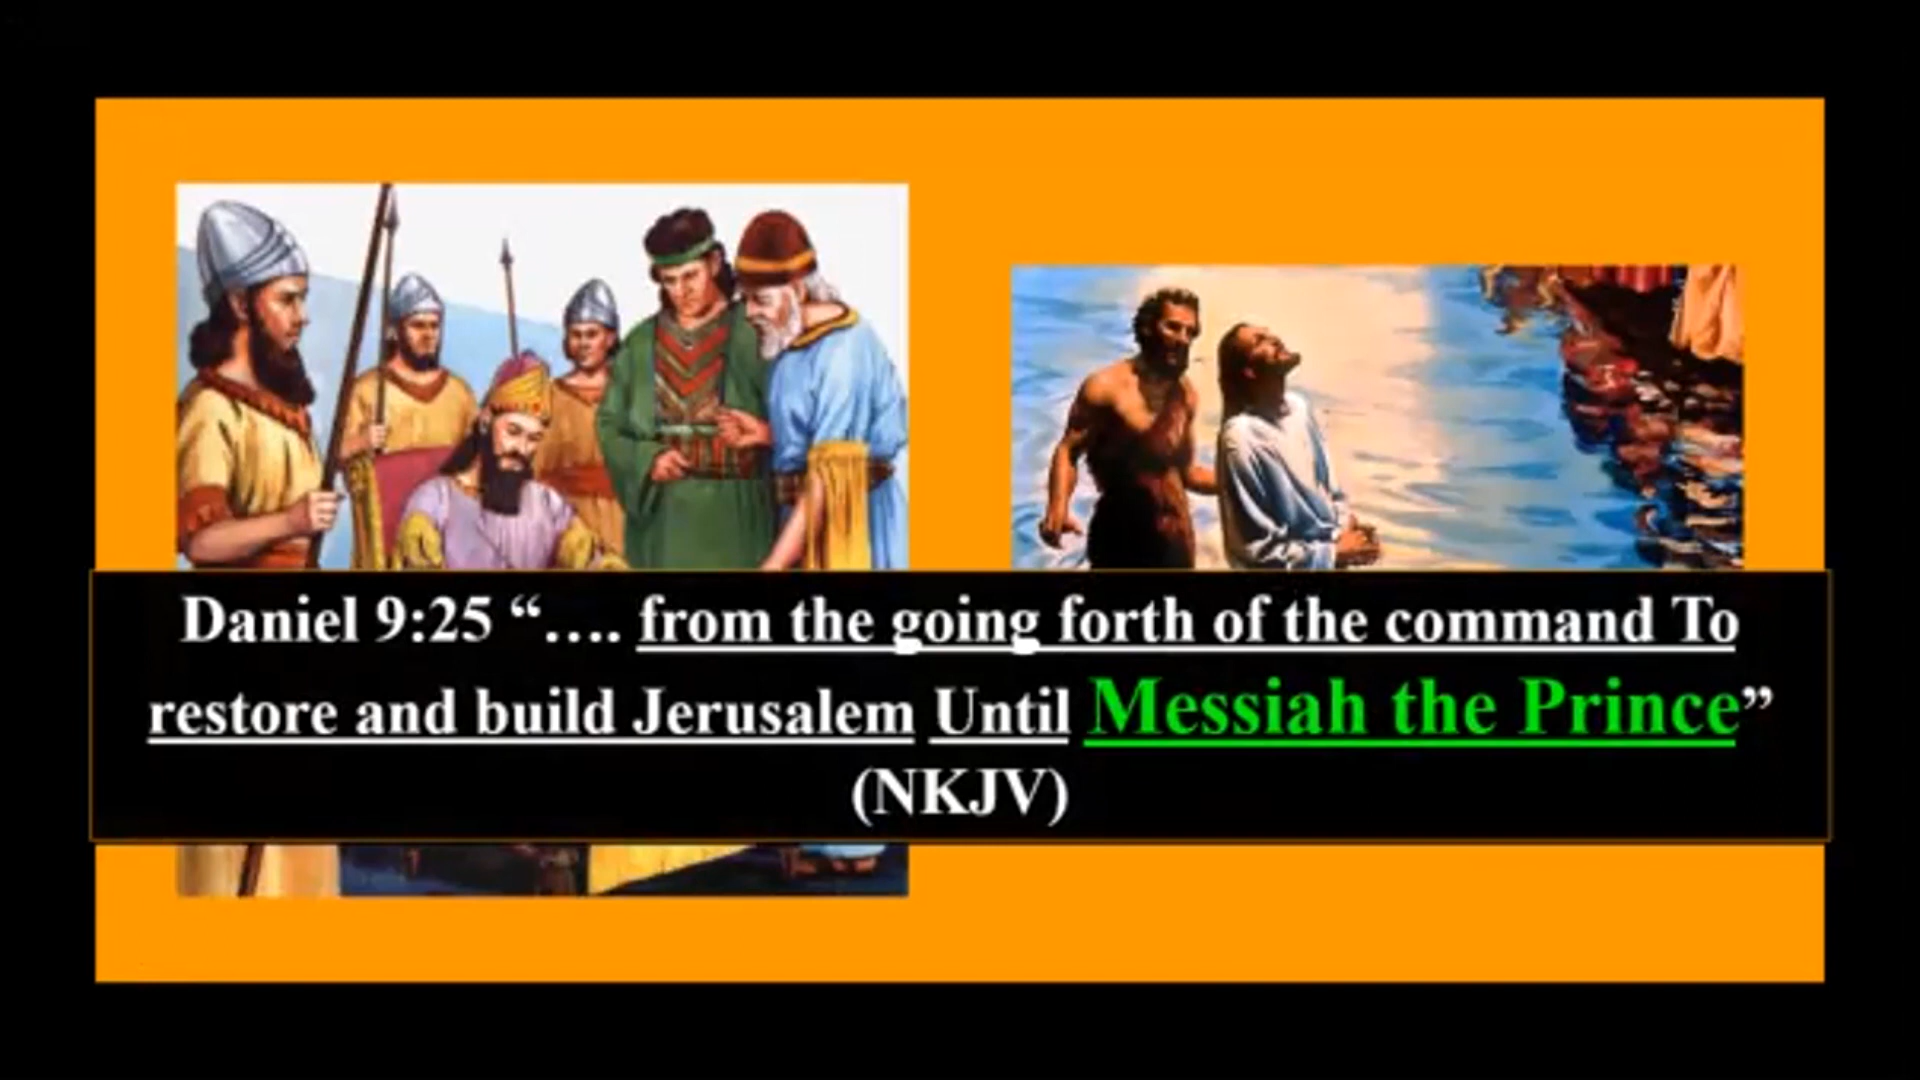 Daniel 9:25 “…. from the going forth of the command To
restore and build Jerusalem Until Messiah the Prince”
(NKJV)